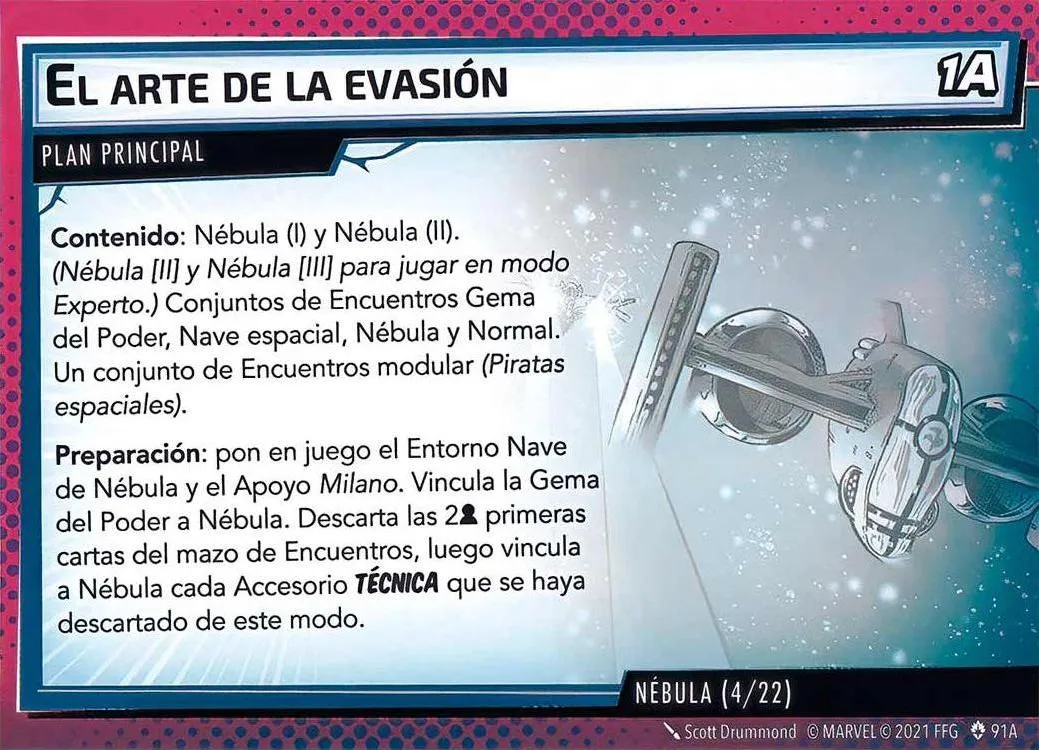 El arte de la evasión
1A
PLAN PRINCIPAL
Contenido: Nébula (I) y Nébula (II).
(Nébula [II] y Nébula [III] para jugar en modo
Experto.) Conjuntos de Encuentros Gema
del Poder, Nave espacial, Nébula y Normal.
Un conjunto de Encuentros modular (Piratas
espaciales).
Preparación: pon en juego el Entorno Nave
de Nébula y el Apoyo Milano. Vincula la Gema
del Poder a Nébula. Descarta las 2 primeras
cartas del mazo de Encuentros, luego vincula
a Nébula cada Accesorio TÉCNICA que se haya
descartado de este modo.
NÉBULA (4/22)
Scott Drummond © MARVEL © 2021 FFG 91A